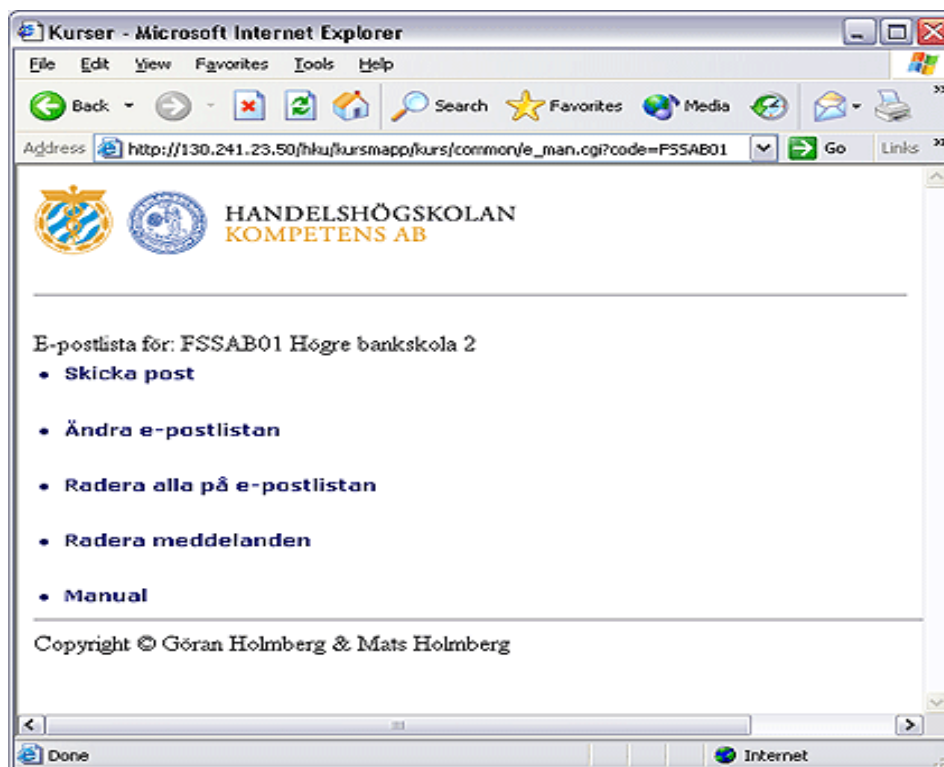 Kurser - Microsoft Internet Explorer
File Edit View Favorites Tools Help
Back Search Favorites Media »
Address http://130.241.23.50/hku/kursmapp/kurs/common/e_man.cgi?code=FSSAB01 Go Links »
HANDELSHÖGSKOLAN
KOMPETENS AB
E-postlista för: FSSAB01 Högre bankskola 2
• Skicka post
• Ändra e-postlistan
• Radera alla på e-postlistan
• Radera meddelanden
• Manual
Copyright © Göran Holmberg & Mats Holmberg
Done Internet